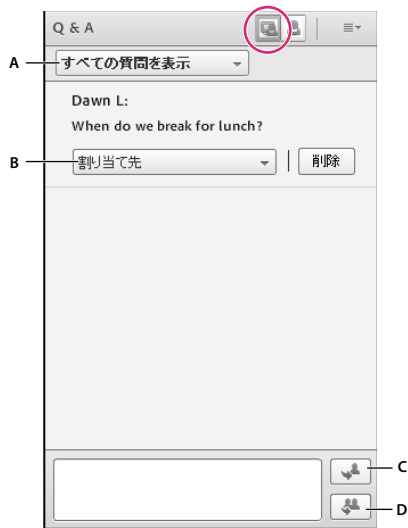 Q & A
A
すべての質問を表示
Dawn L:
When do we break for lunch?
B
割り当て先
削除
C
D